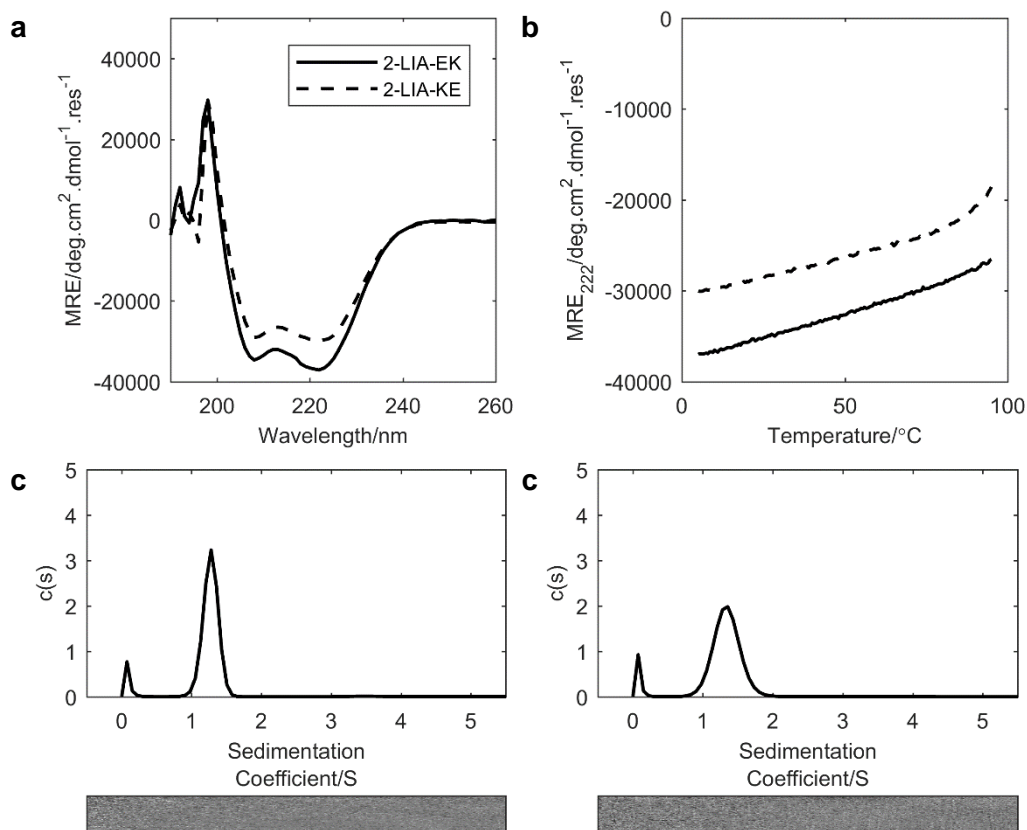 a
40000
20000
0
-20000
-40000
MRE/deg.cm2.dmol-1.res-1
2-LIA-EK
2-LIA-KE
200
220
240
260
Wavelength/nm
b
0
-10000
-20000
-30000
-40000
MRE222/deg.cm2.dmol-1.res-1
0
50
100
Temperature/°C
c
5
4
3
2
1
0
c(s)
0
1
2
3
4
5
Sedimentation
Coefficient/S
c
5
4
3
2
1
0
c(s)
0
1
2
3
4
5
Sedimentation
Coefficient/S